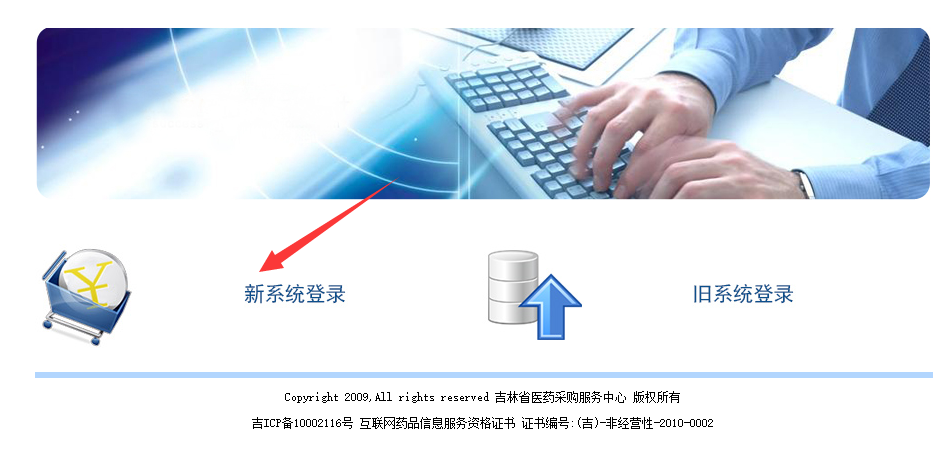 新系统登录
旧系统登录
Copyright 2009,All rights reserved 吉林省医药采购服务中心 版权所有
吉ICP备10002116号 互联网药品信息服务资格证书 证书编号:(吉)-非经营性-2010-0002